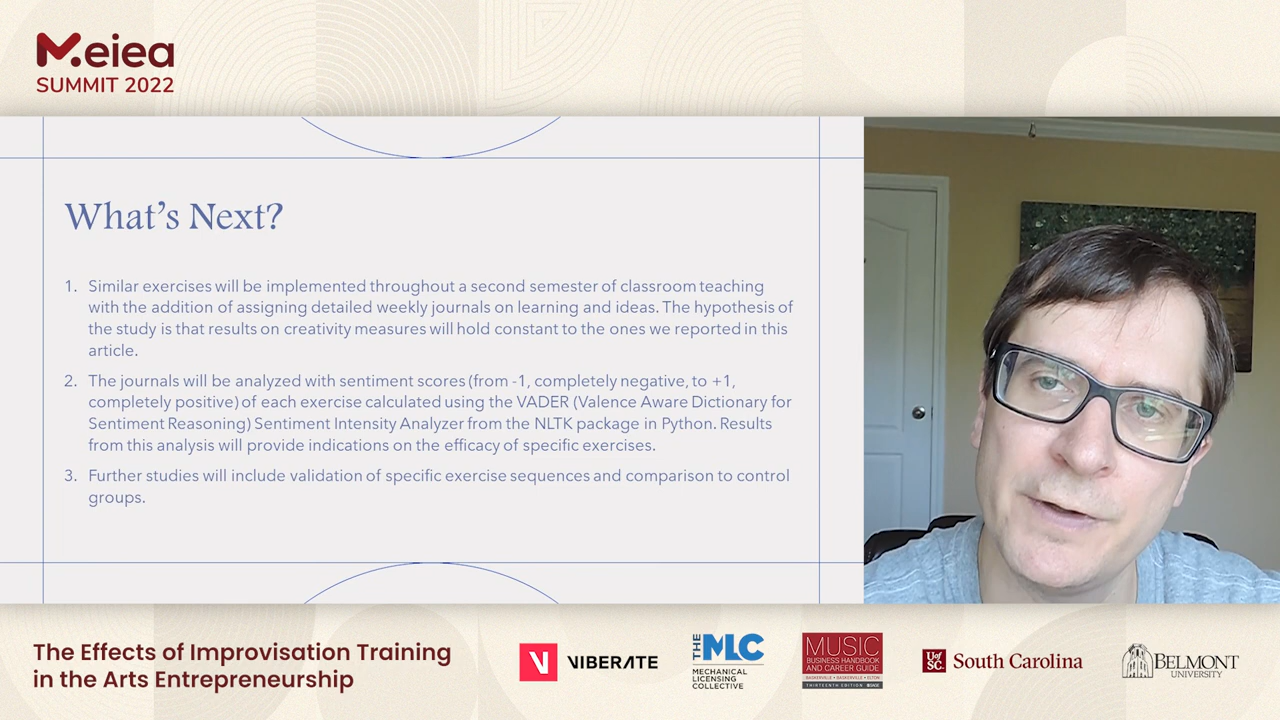 Meiea
SUMMIT 2022
What's Next?
1. Similar exercises will be implemented throughout a second semester of classroom teaching
with the addition of assigning detailed weekly journals on learning and ideas. The hypothesis of
the study is that results on creativity measures will hold constant to the ones we reported in this
article.
2. The journals will be analyzed with sentiment scores (from -1, completely negative, to +1,
completely positive) of each exercise calculated using the VADER (Valence Aware Dictionary for
Sentiment Reasoning) Sentiment Intensity Analyzer from the NLTK package in Python. Results
from this analysis will provide indications on the efficacy of specific exercises.
3. Further studies will include validation of specific exercise sequences and comparison to control
groups.
The Effects of Improvisation Training
in the Arts Entrepreneurship
VIBERATE
THE MLC
MECHANICAL
LICENSING
COLLECTIVE
MUSIC
BUSINESS HANDBOOK
AND CAREER GUIDE
BASKERVILLE • BASKERVILLE • ELTON
THIRTEENTH EDITION
UofSC South Carolina
BELMONT
UNIVERSITY